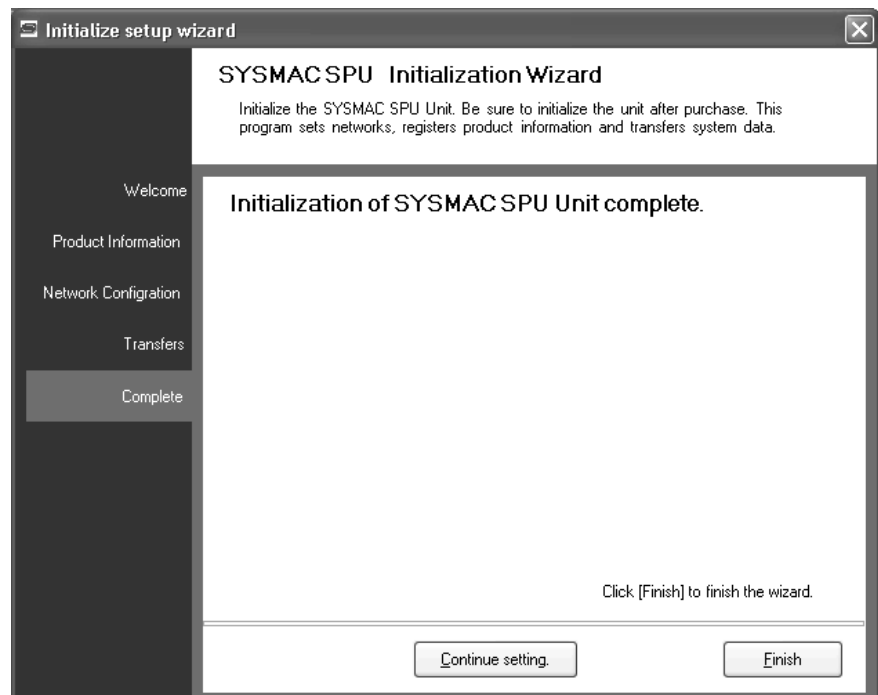 Initialize setup wizard
SYSMAC SPU Initialization Wizard
Initialize the SYSMAC SPU Unit. Be sure to initialize the unit after purchase. This
program sets networks, registers product information and transfers system data.
Welcome
Product Information
Network Configration
Transfers
Complete
Initialization of SYSMAC SPU Unit complete.
Click [Finish] to finish the wizard.
Continue setting.
Finish